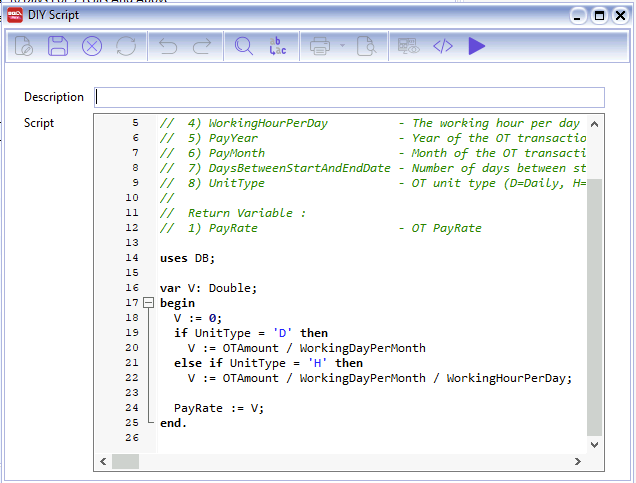 DIY Script
Description
Script
5 // 4) WorkingHourPerDay - The working hour per day
6 // 5) PayYear - Year of the OT transactio
7 // 6) PayMonth - Month of the OT transacti
8 // 7) DaysBetweenStartAndEndDate - Number of days between st
9 // 8) UnitType - OT unit type (D=Daily, H=
10 //
11 // Return Variable :
12 // 1) PayRate - OT PayRate
13
14 uses DB;
15
16 var V: Double;
17 begin
18 V := 0;
19 if UnitType = 'D' then
20 V := OTAmount / WorkingDayPerMonth
21 else if UnitType = 'H' then
22 V := OTAmount / WorkingDayPerMonth / WorkingHourPerDay;
23
24 PayRate := V;
25 end.
26